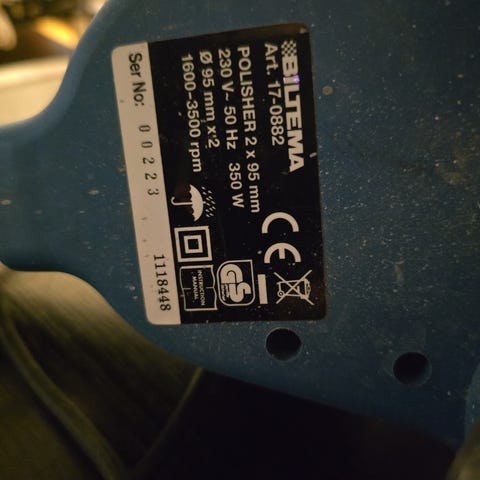 BILTEMA
Art. 17-0882
POLISHER 2 x 95 mm
230 V~ 50 Hz 350 W
Ø 95 mm x 2
1600-3500 rpm
CE
GS
INSTRUCTION
MANUAL
Ser No: 00223 1118448